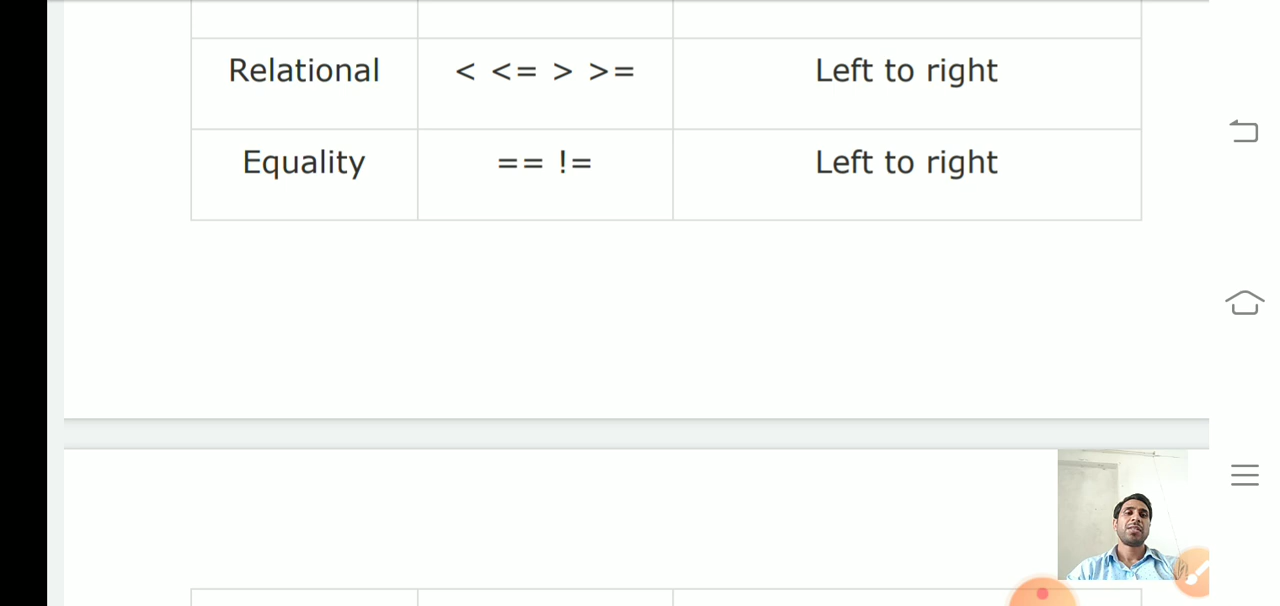 Relational < <= > >= Left to right
Equality == != Left to right